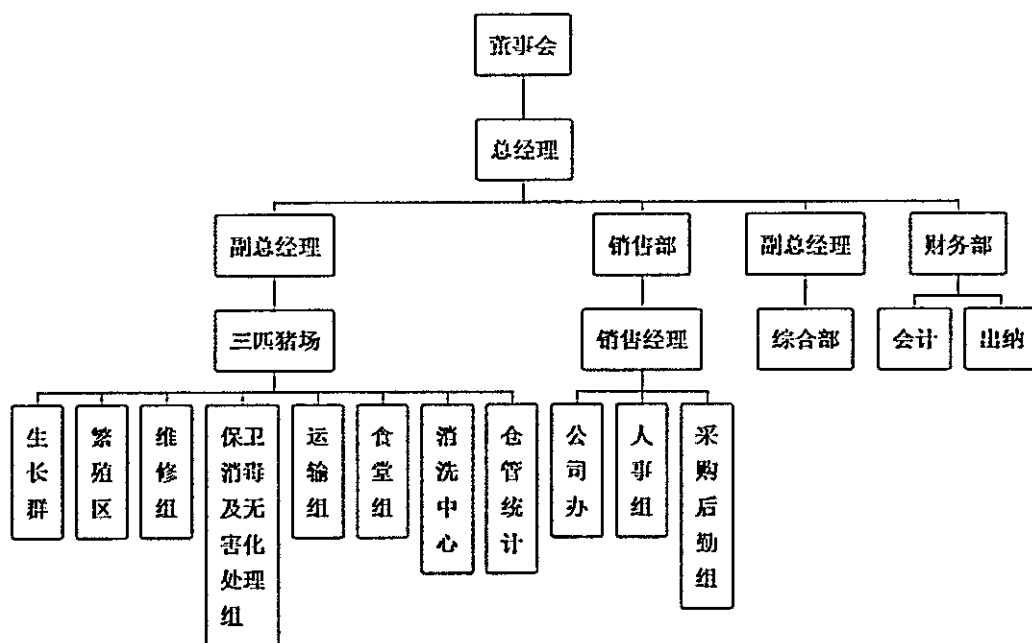 董事会
总经理
副总经理
销售部
副总经理
财务部
三匹猪场
销售经理
综合部
会计
出纳
生长群
繁殖区
维修组
保卫
消毒
及无
害化
处理
组
运输组
食堂组
消洗中心
仓管统计
公司办
人事组
采购后勤组